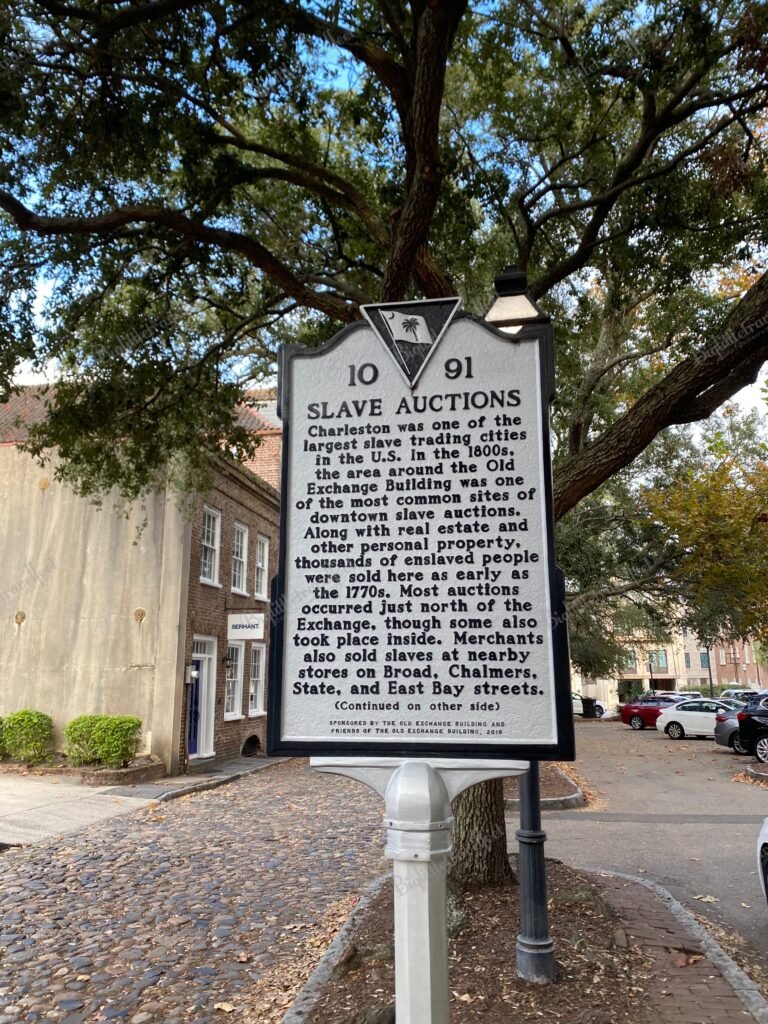 10 91
SLAVE AUCTIONS
Charleston was one of the
largest slave trading cities
in the U.S. In the 1800s,
the area around the Old
Exchange Building was one
of the most common sites of
downtown slave auctions.
Along with real estate and
other personal property,
thousands of enslaved people
were sold here as early as
the 1770s. Most auctions
occurred just north of the
Exchange, though some also
took place inside. Merchants
also sold slaves at nearby
stores on Broad, Chalmers,
State, and East Bay streets.
(Continued on other side)
SPONSORED BY THE OLD EXCHANGE BUILDING AND
FRIENDS OF THE OLD EXCHANGE BUILDING, 2016
SERHANT.